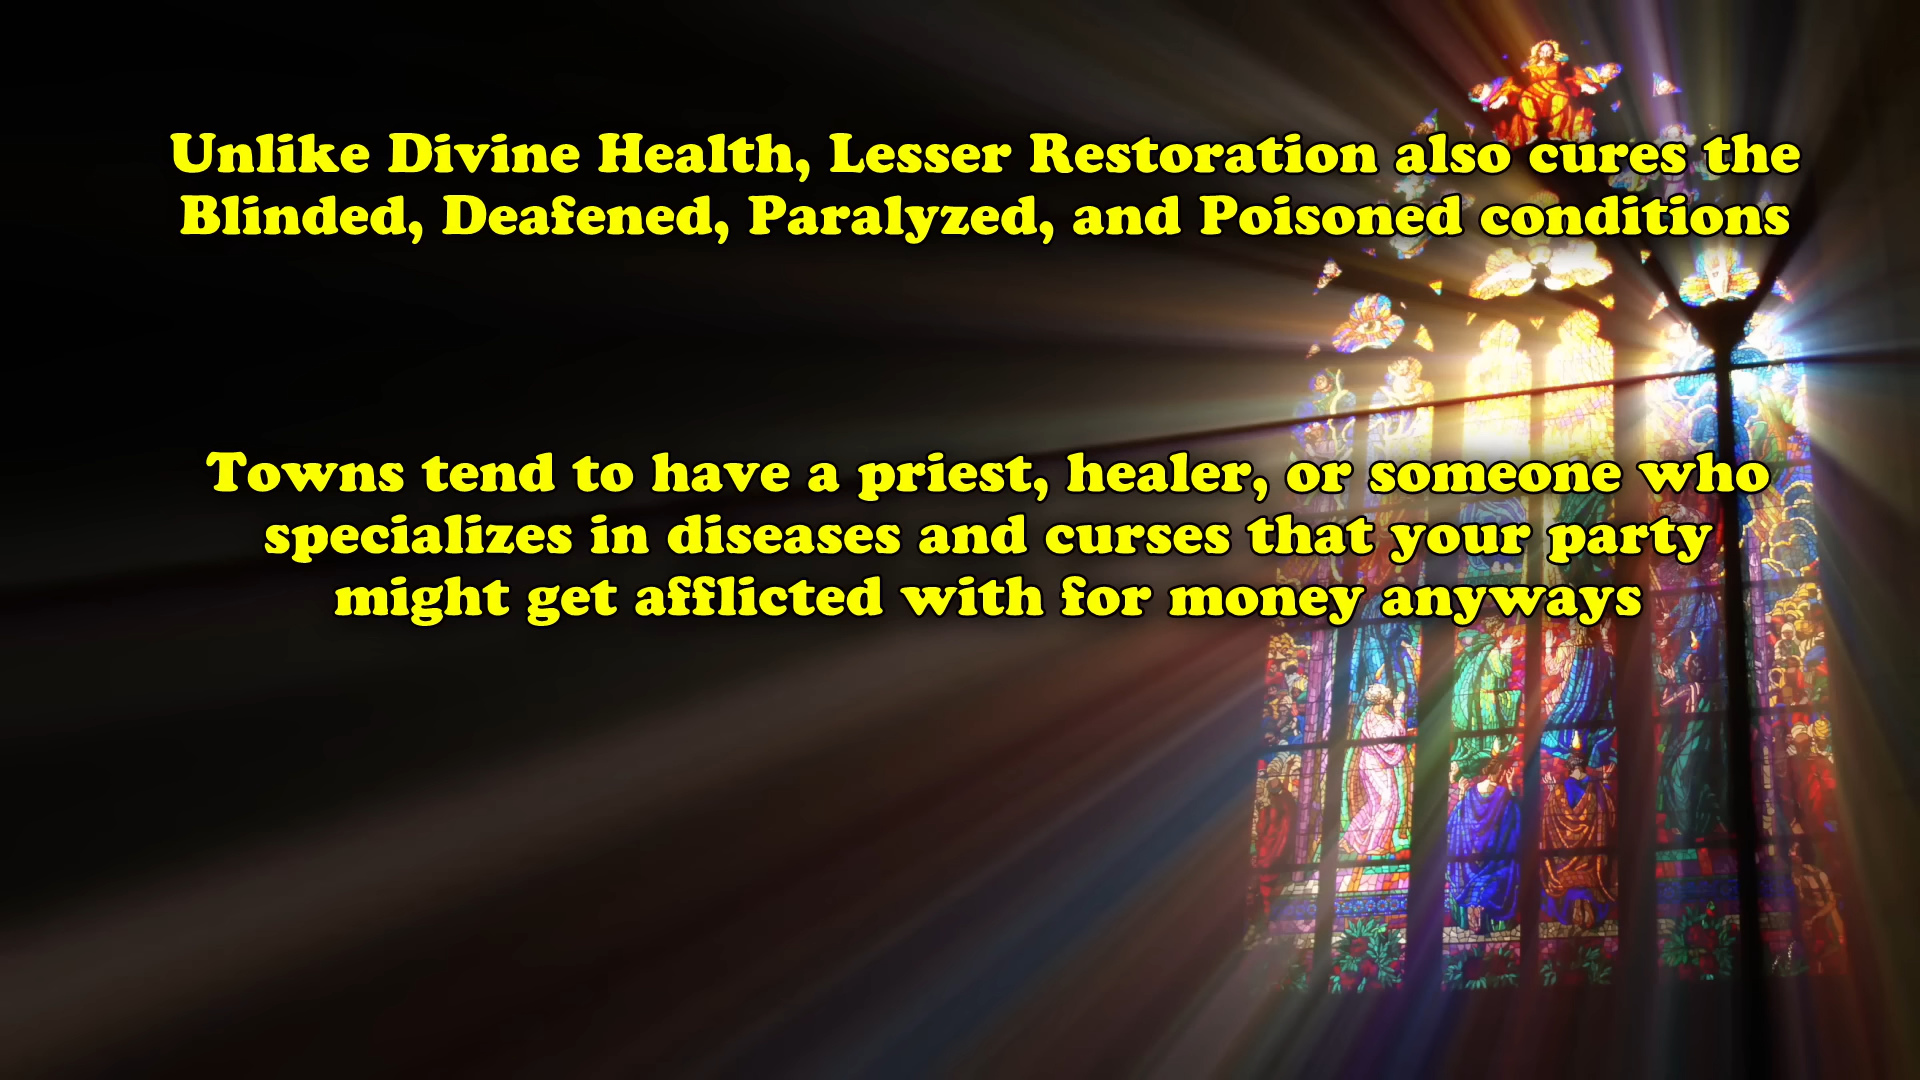 Unlike Divine Health, Lesser Restoration also cures the
Blinded, Deafened, Paralyzed, and Poisoned conditions
Towns tend to have a priest, healer, or someone who
specializes in diseases and curses that your party
might get afflicted with for money anyways